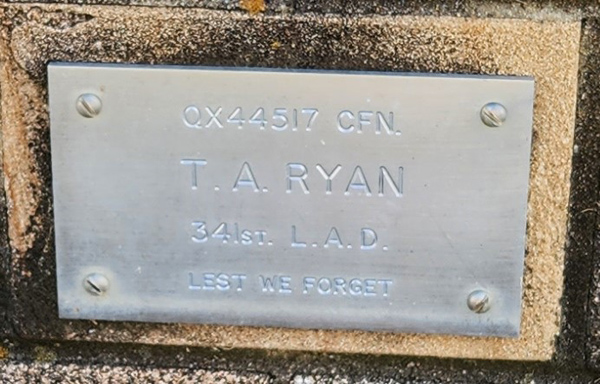 QX44517 CFN.
T. A. RYAN
341ST. L.A.D.
LEST WE FORGET